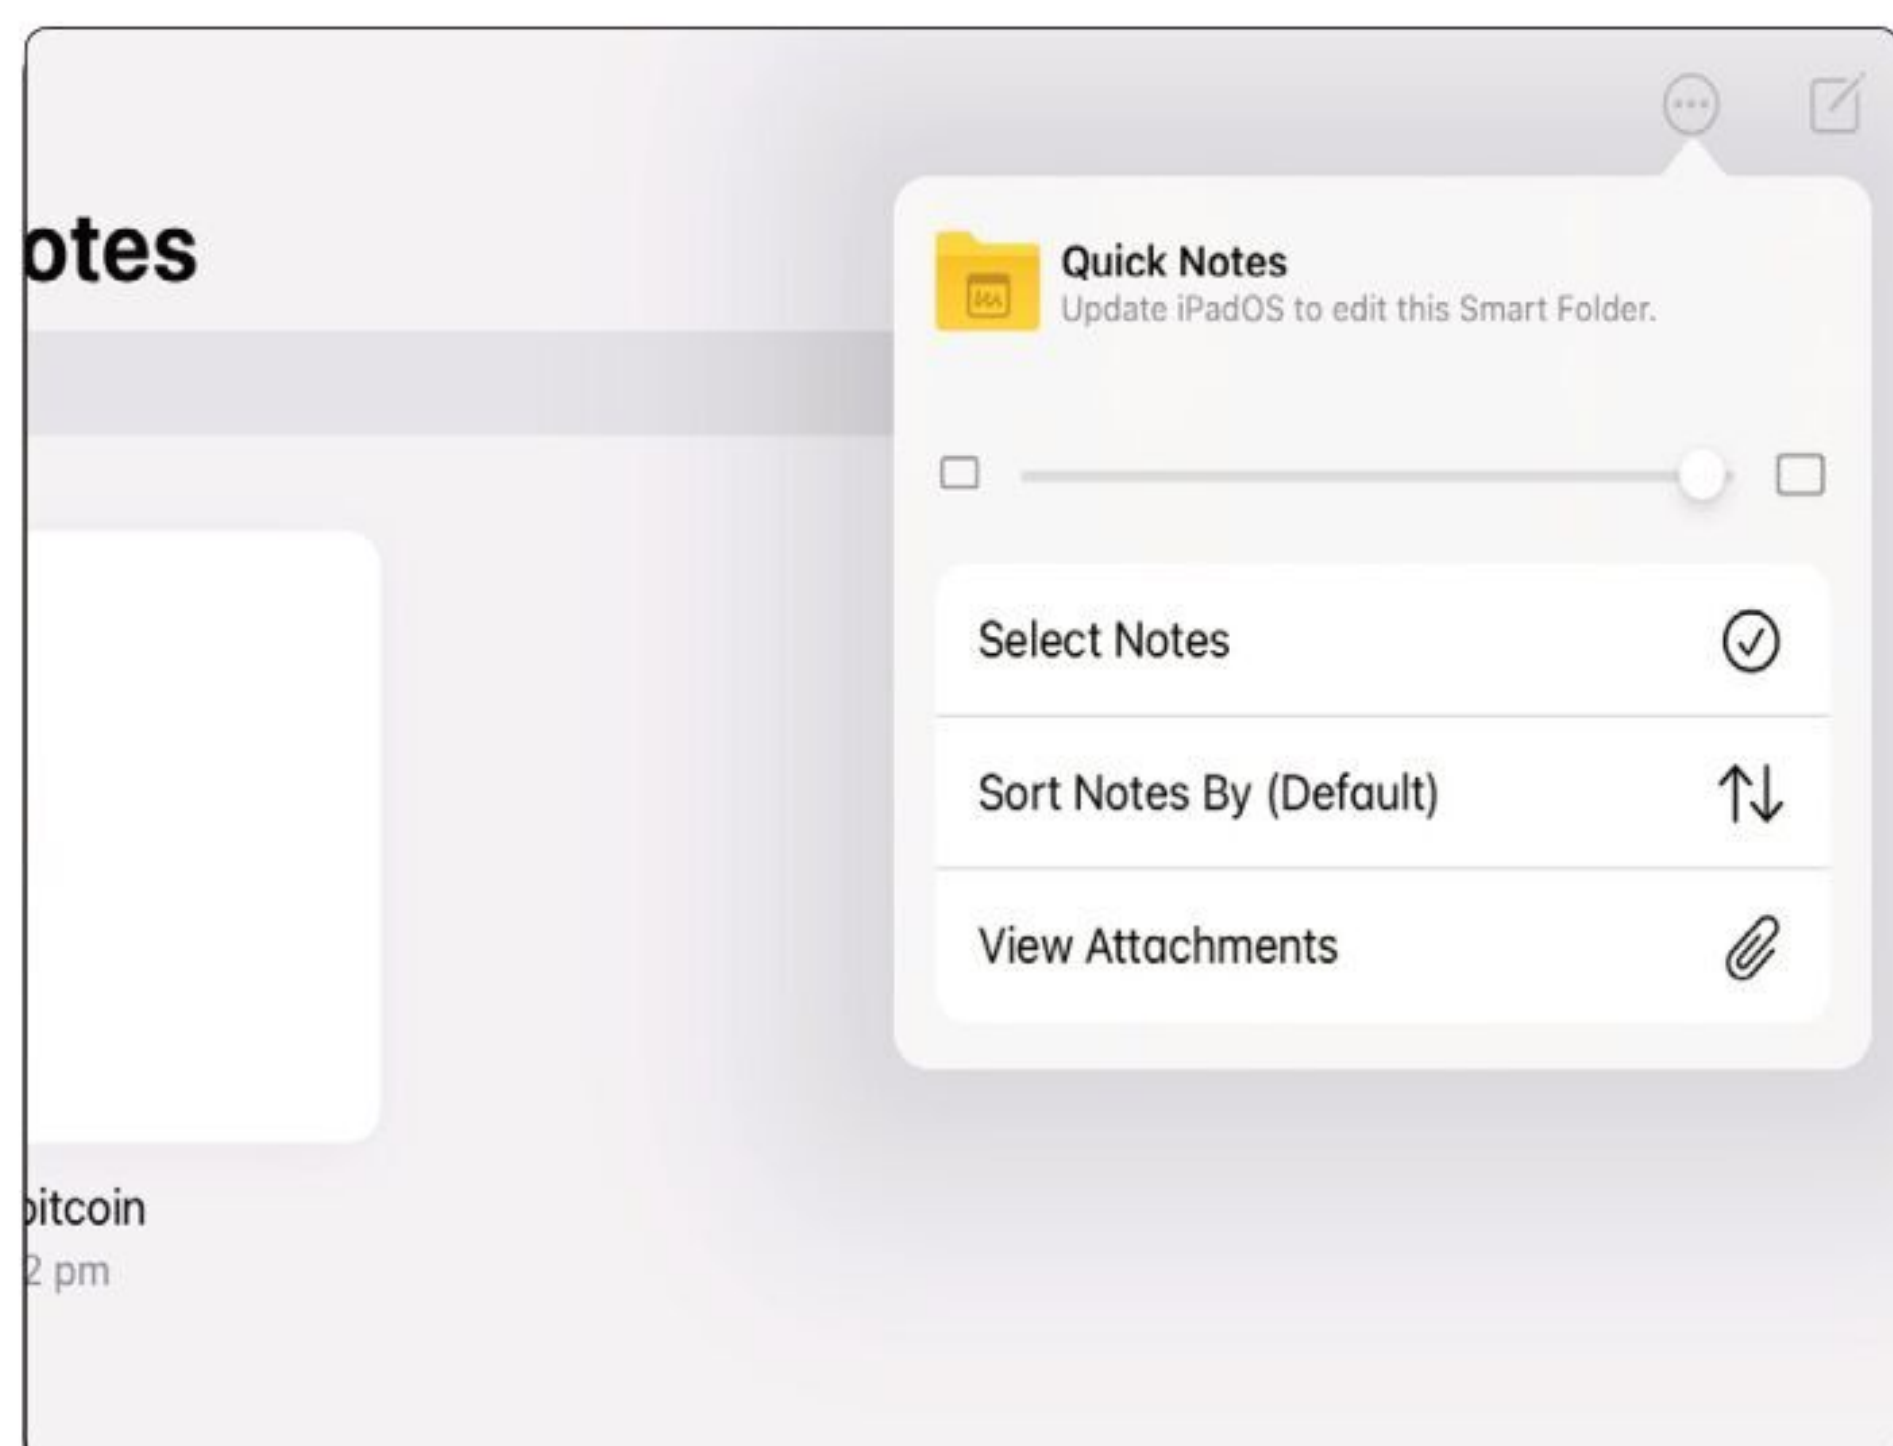 otes
Quick Notes
Update iPadOS to edit this Smart Folder.
Select Notes
Sort Notes By (Default)
View Attachments
bitcoin
2 pm